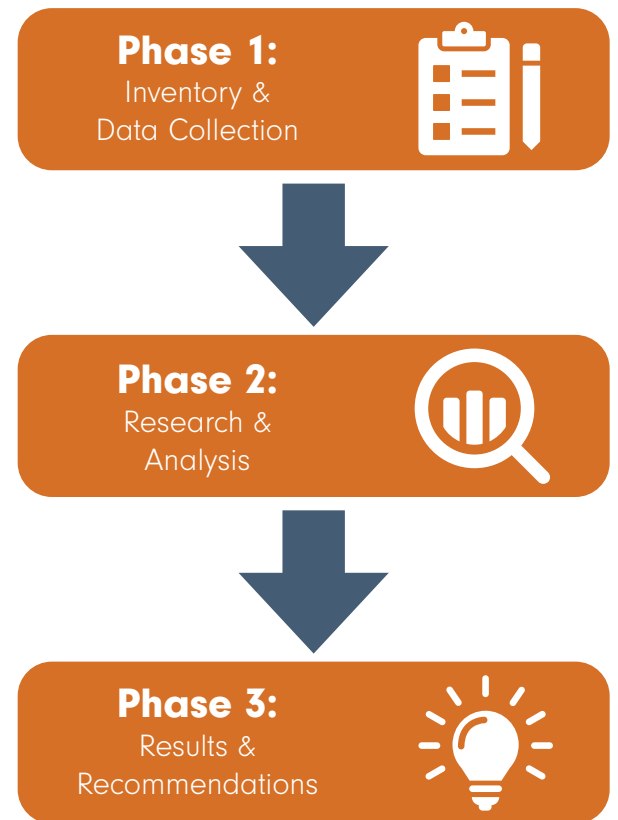 Phase 1:
Inventory &
Data Collection
Phase 2:
Research &
Analysis
Phase 3:
Results &
Recommendations